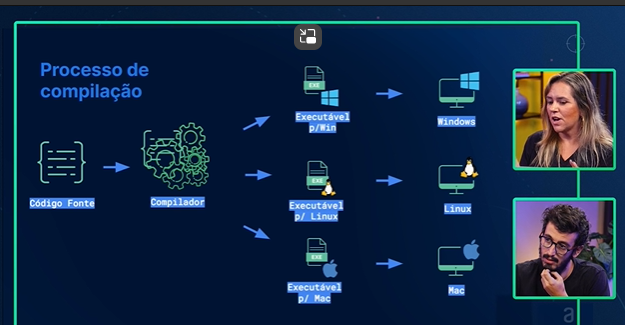 Processo de
compilação
Código Fonte
Compilador
EXE
Executável
p/Win
Windows
EXE
Executável
p/ Linux
Linux
EXE
Executável
p/ Mac
Mac